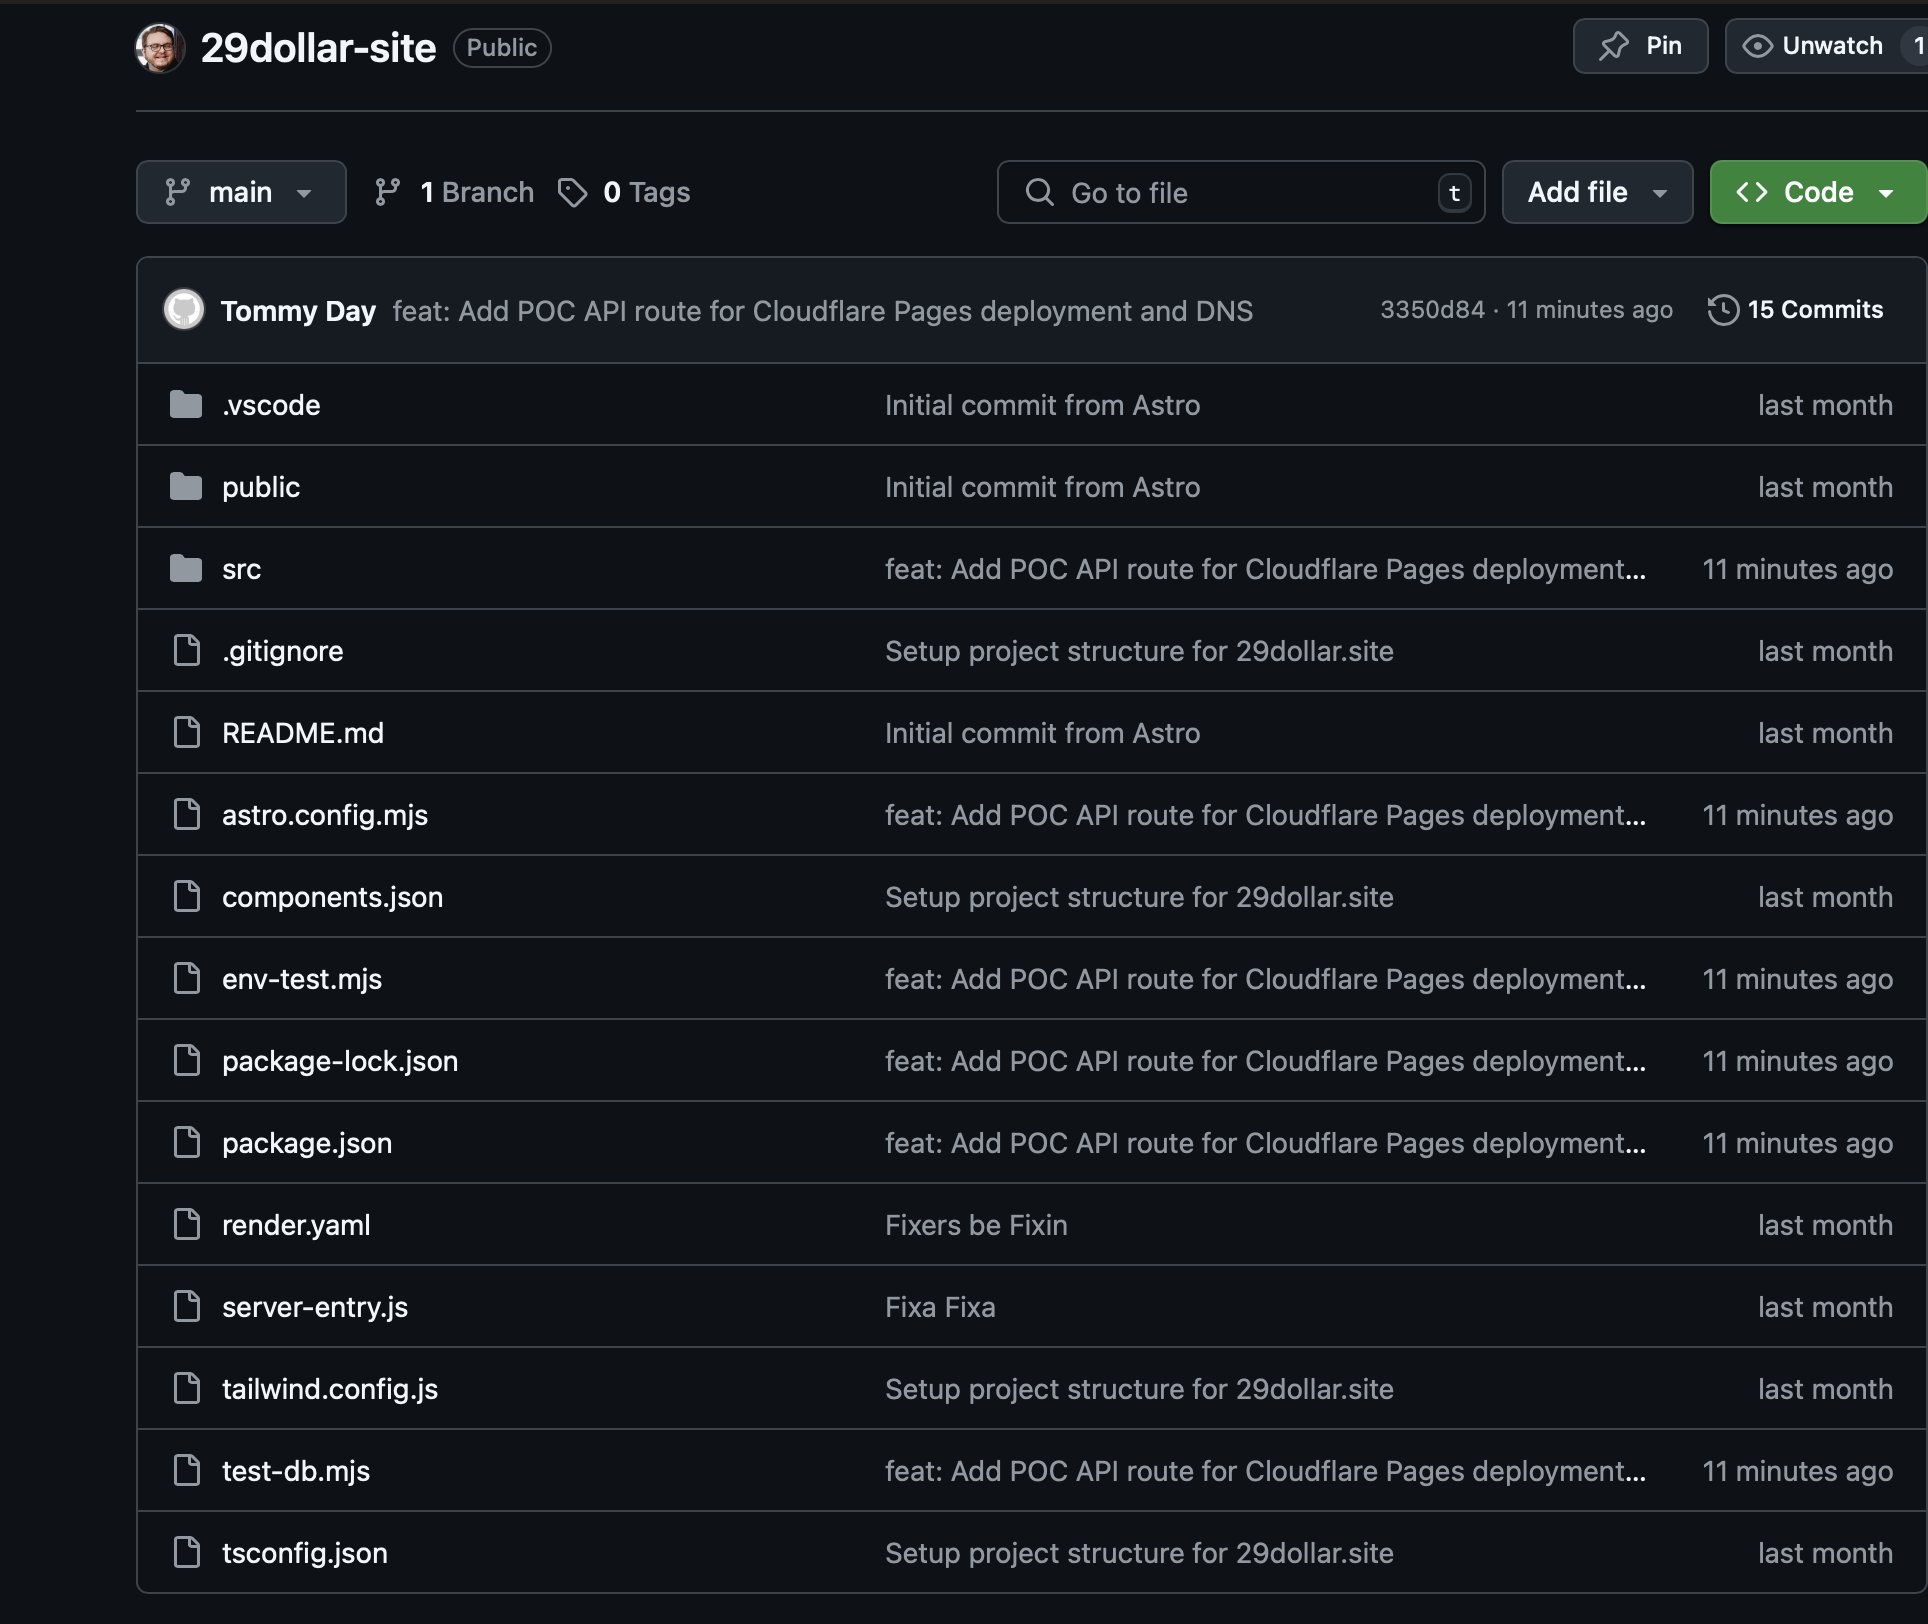 29dollar-site Public Pin Unwatch 1
main 1 Branch 0 Tags Go to file t Add file Code
Tommy Day feat: Add POC API route for Cloudflare Pages deployment and DNS 3350d84 · 11 minutes ago 15 Commits
.vscode Initial commit from Astro last month
public Initial commit from Astro last month
src feat: Add POC API route for Cloudflare Pages deployment... 11 minutes ago
.gitignore Setup project structure for 29dollar.site last month
README.md Initial commit from Astro last month
astro.config.mjs feat: Add POC API route for Cloudflare Pages deployment... 11 minutes ago
components.json Setup project structure for 29dollar.site last month
env-test.mjs feat: Add POC API route for Cloudflare Pages deployment... 11 minutes ago
package-lock.json feat: Add POC API route for Cloudflare Pages deployment... 11 minutes ago
package.json feat: Add POC API route for Cloudflare Pages deployment... 11 minutes ago
render.yaml Fixers be Fixin last month
server-entry.js Fixa Fixa last month
tailwind.config.js Setup project structure for 29dollar.site last month
test-db.mjs feat: Add POC API route for Cloudflare Pages deployment... 11 minutes ago
tsconfig.json Setup project structure for 29dollar.site last month